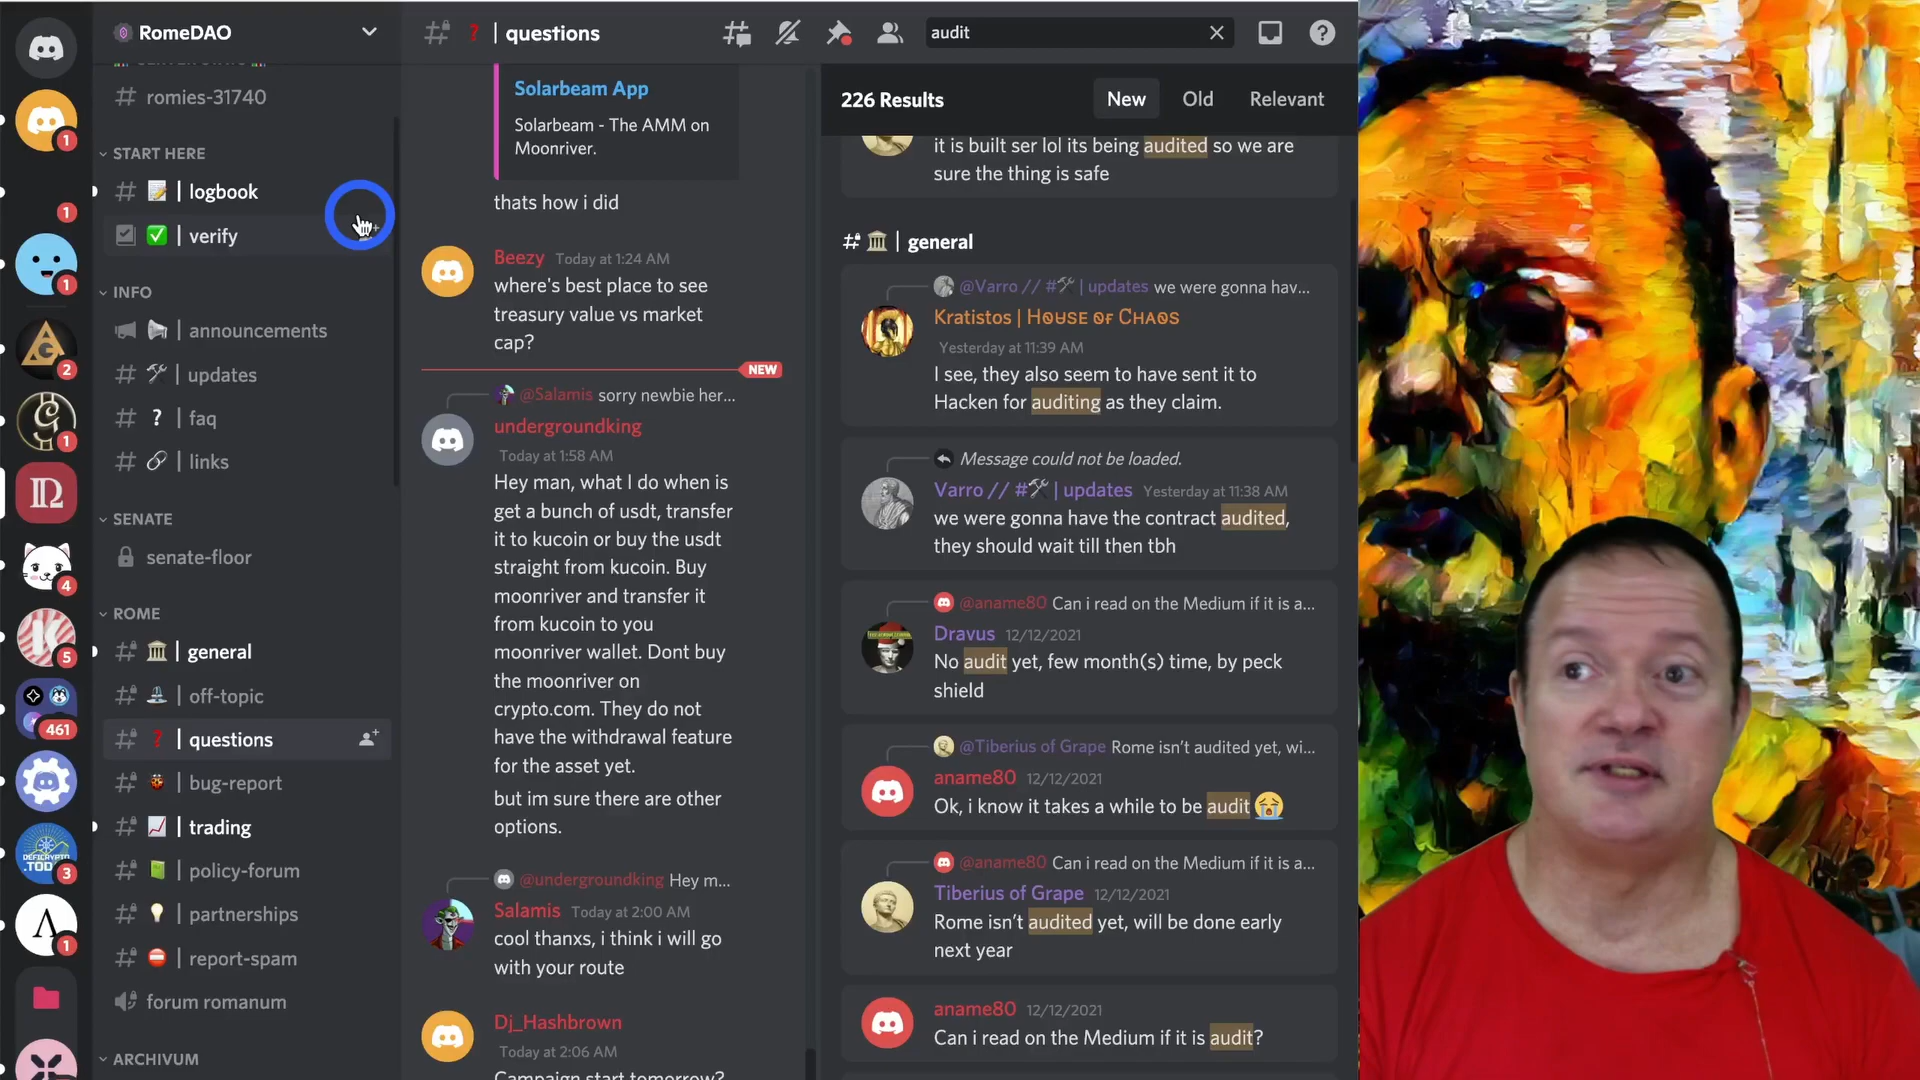 RomeDAO
# romies-31740
START HERE
# | logbook
| verify
INFO
| announcements
# | updates
# ? | faq
# | links
SENATE
senate-floor
ROME
# | general
# | off-topic
# ? | questions
# | bug-report
# | trading
# | policy-forum
# | partnerships
# | report-spam
forum romanum
ARCHIVUM
1
1
1
2
1
4
5
461
DEFICRYPTO
.TOD
3
1
# ? | questions
Solarbeam App
Solarbeam - The AMM on
Moonriver.
thats how i did
Beezy Today at 1:24 AM
where's best place to see
treasury value vs market
cap?
NEW
@Salamis sorry newbie her...
undergroundking
Today at 1:58 AM
Hey man, what I do when is
get a bunch of usdt, transfer
it to kucoin or buy the usdt
straight from kucoin. Buy
moonriver and transfer it
from kucoin to you
moonriver wallet. Dont buy
the moonriver on
crypto.com. They do not
have the withdrawal feature
for the asset yet.
but im sure there are other
options.
@undergroundking Hey m...
Salamis Today at 2:00 AM
cool thanxs, i think i will go
with your route
Dj_Hashbrown
Today at 2:06 AM
Campaign start tomorrow?
audit
226 Results
New
Old
Relevant
it is built ser lol its being audited so we are
sure the thing is safe
# | general
@Varro // # | updates we were gonna hav...
Kratistos | HOUSE OF CHAOS
Yesterday at 11:39 AM
I see, they also seem to have sent it to
Hacken for auditing as they claim.
Message could not be loaded.
Varro // # | updates Yesterday at 11:38 AM
we were gonna have the contract audited,
they should wait till then tbh
@aname80 Can i read on the Medium if it is a...
Dravus 12/12/2021
No audit yet, few month(s) time, by peck
shield
@Tiberius of Grape Rome isn't audited yet, wi...
aname80 12/12/2021
Ok, i know it takes a while to be audit
@aname80 Can i read on the Medium if it is a...
Tiberius of Grape 12/12/2021
Rome isn't audited yet, will be done early
next year
aname80 12/12/2021
Can i read on the Medium if it is audit?